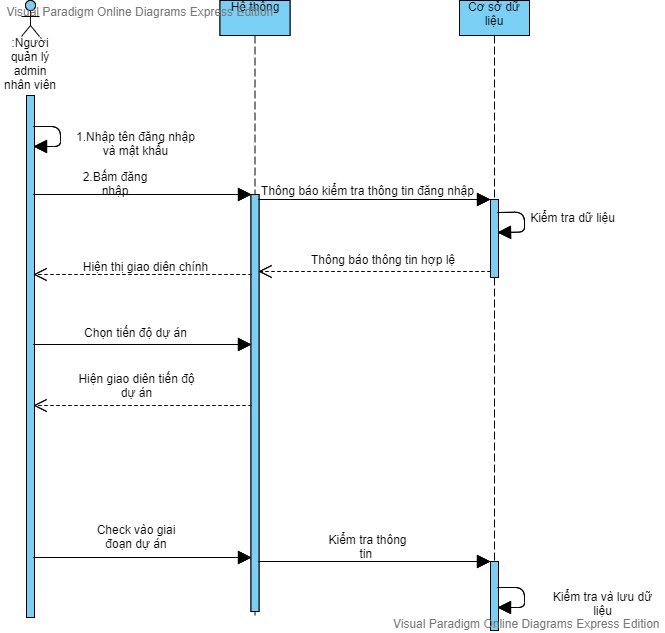 Visual Paradigm Online Diagrams Express Edition
Hệ thống
Cơ sở dữ
liệu
:Người
quản lý
admin
nhân viên
1.Nhập tên đăng nhập
và mật khẩu
2.Bấm đăng
nhập
Thông báo kiểm tra thông tin đăng nhập
Kiểm tra dữ liệu
Thông báo thông tin hợp lệ
Hiện thị giao diên chính
Chọn tiến độ dự án
Hiện giao diên tiến độ
dự án
Check vào giai
đoạn dự án
Kiểm tra thông
tin
Kiểm tra và lưu dữ
liệu
Visual Paradigm Online Diagrams Express Edition